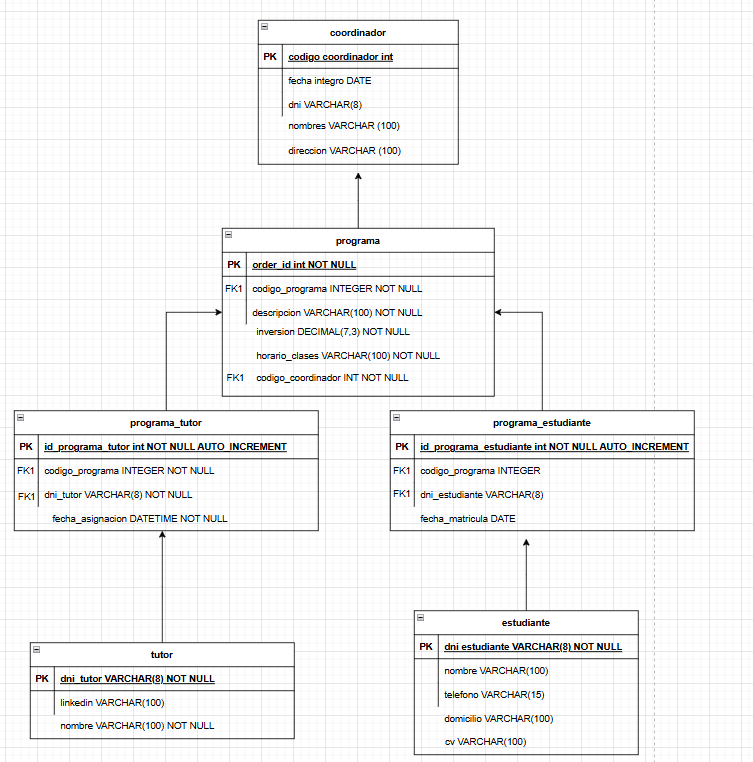 coordinador
PK codigo coordinador int
fecha integro DATE
dni VARCHAR(8)
nombres VARCHAR (100)
direccion VARCHAR (100)
programa
PK order_id int NOT NULL
FK1 codigo_programa INTEGER NOT NULL
descripcion VARCHAR(100) NOT NULL
inversion DECIMAL(7,3) NOT NULL
horario_clases VARCHAR(100) NOT NULL
FK1 codigo_coordinador INT NOT NULL
programa_tutor
PK id_programa_tutor int NOT NULL AUTO_INCREMENT
FK1 codigo_programa INTEGER NOT NULL
FK1 dni_tutor VARCHAR(8) NOT NULL
fecha_asignacion DATETIME NOT NULL
programa_estudiante
PK id_programa_estudiante int NOT NULL AUTO_INCREMENT
FK1 codigo_programa INTEGER
FK1 dni_estudiante VARCHAR(8)
fecha_matricula DATE
tutor
PK dni_tutor VARCHAR(8) NOT NULL
linkedin VARCHAR(100)
nombre VARCHAR(100) NOT NULL
estudiante
PK dni estudiante VARCHAR(8) NOT NULL
nombre VARCHAR(100)
telefono VARCHAR(15)
domicilio VARCHAR(100)
cv VARCHAR(100)